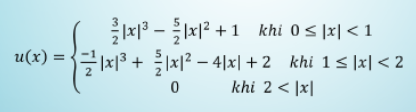 u(x) = { 3/2|x|³ − 5/2|x|² + 1 khi 0 ≤ |x| < 1
−1/2|x|³ + 5/2|x|² − 4|x| + 2 khi 1 ≤ |x| < 2
0 khi 2 < |x|